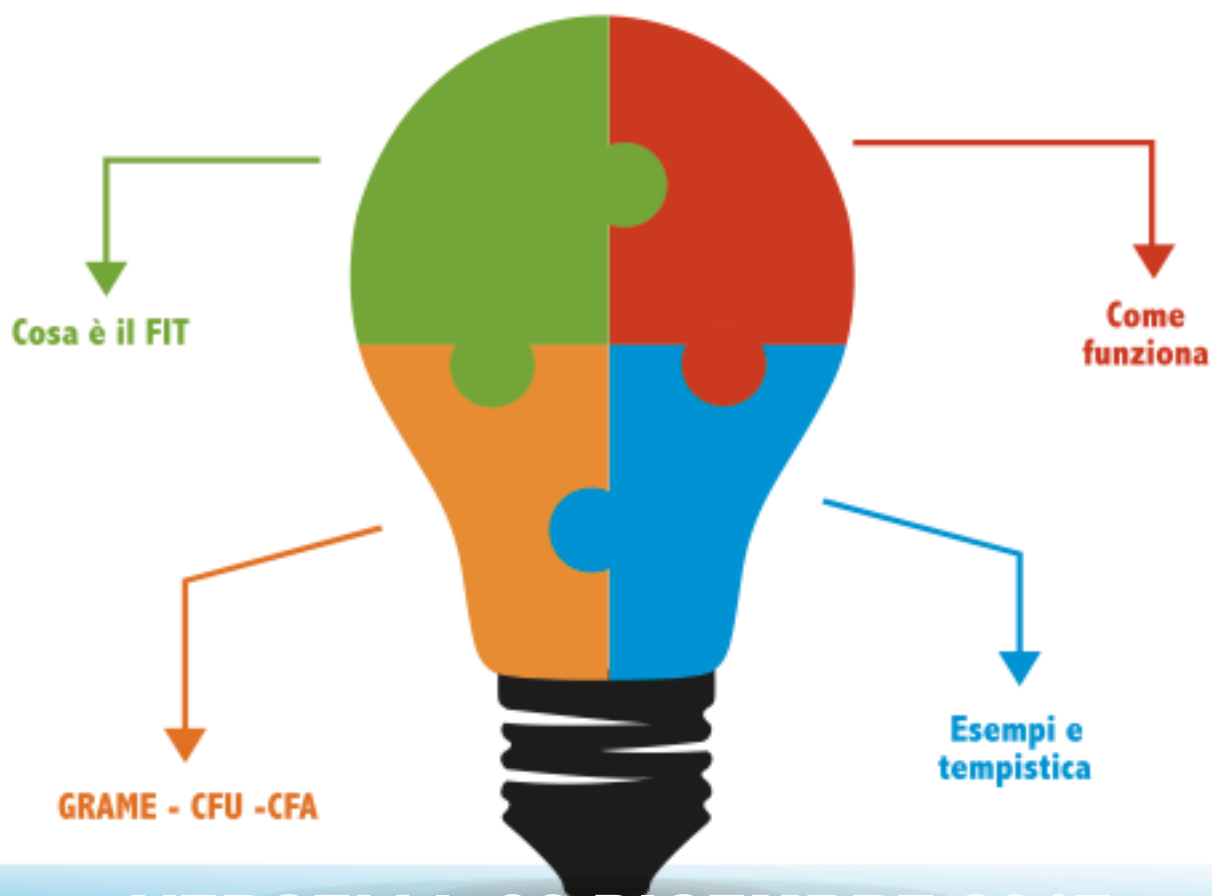 Cosa è il FIT
Come
funziona
Esempi e
tempistica
GRAME - CFU -CFA